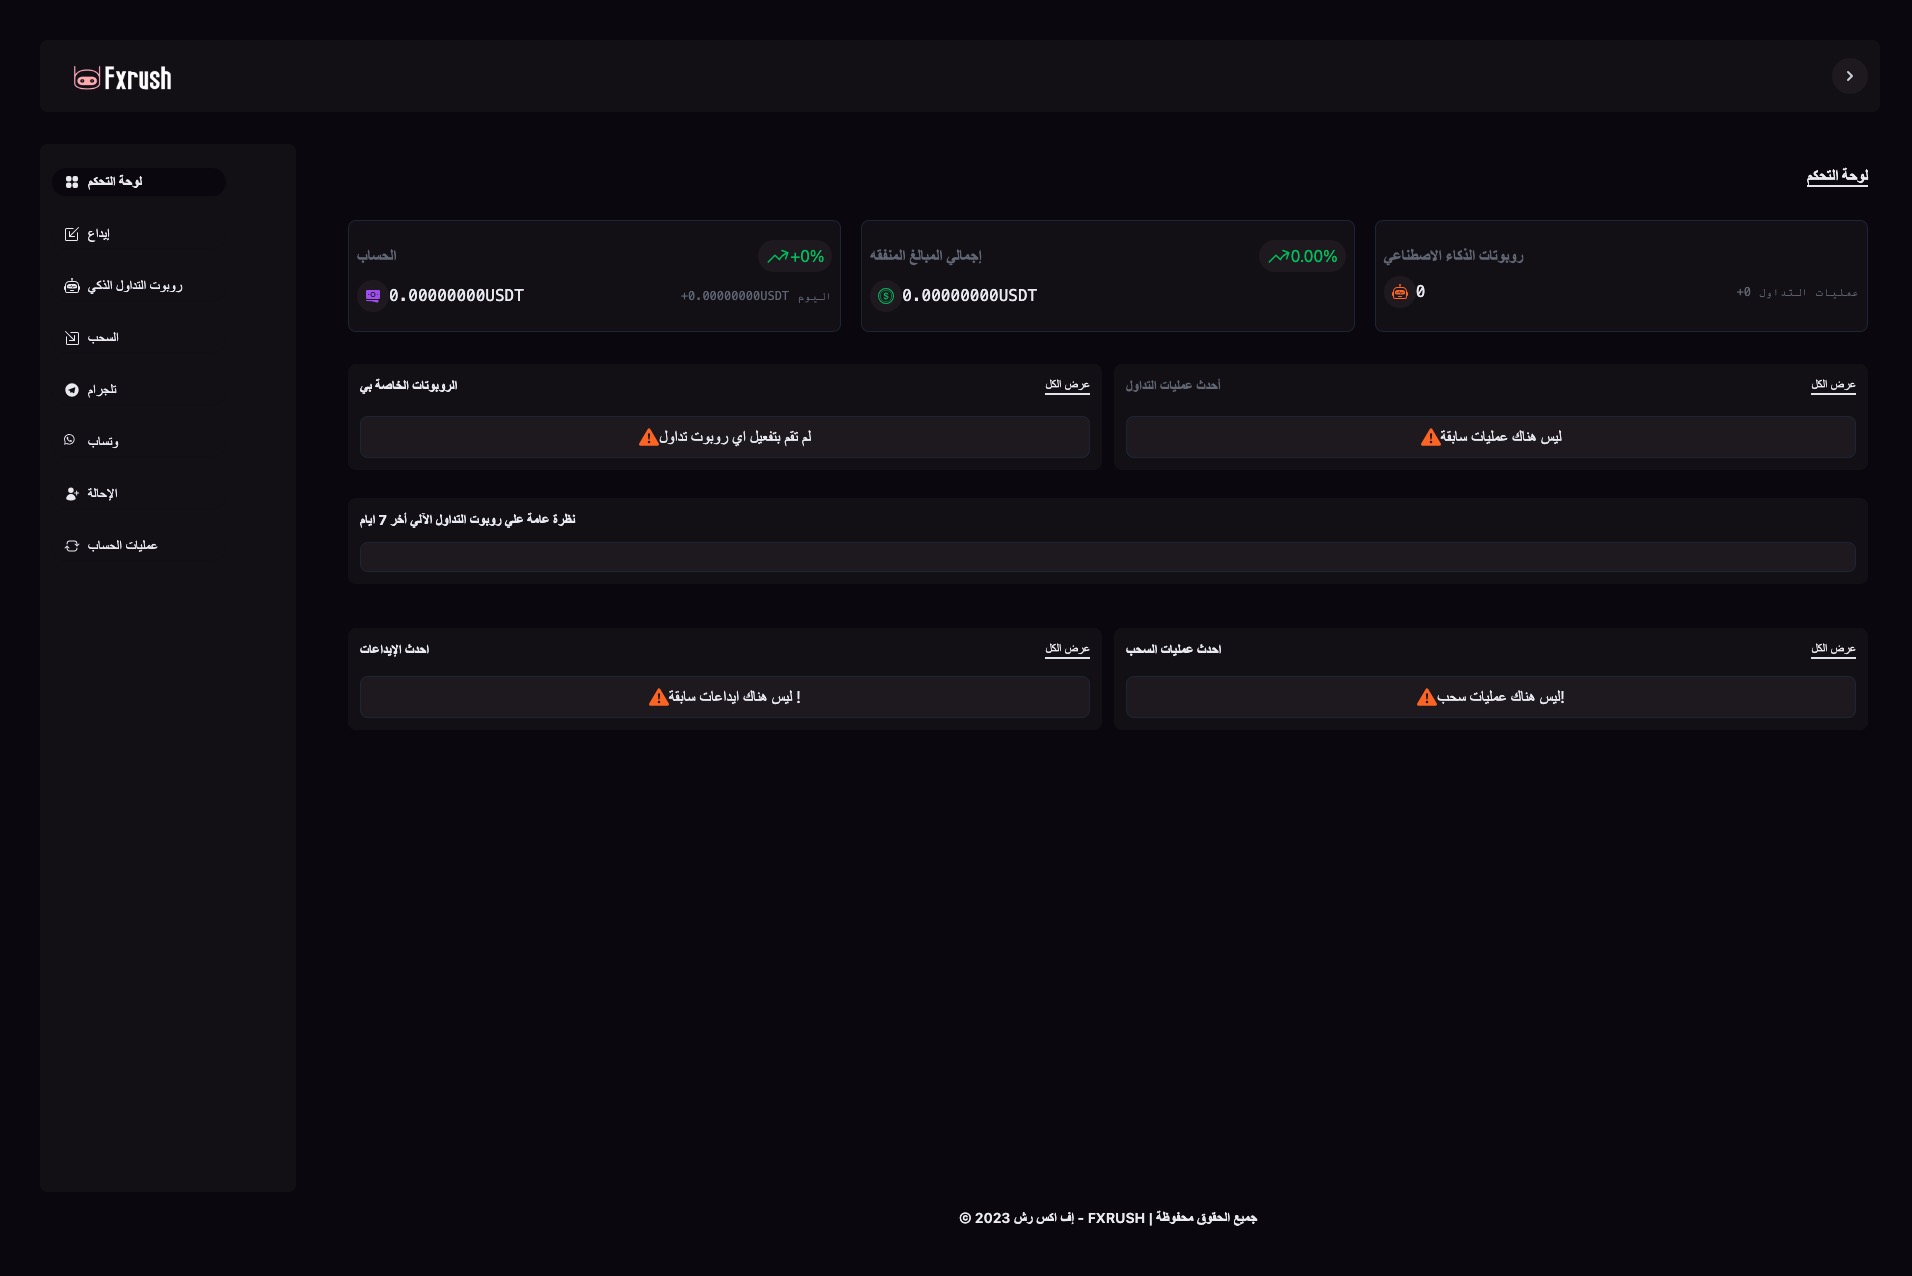 Fxrush
لوحة التحكم
إيداع
روبوت التداول الذكي
السحب
تلجرام
وتساب
الإحالة
عمليات الحساب
لوحة التحكم
الحساب
+0%
0.00000000USDT
+0.00000000USDT اليوم
إجمالي المبالغ المنفقه
0.00%
0.00000000USDT
روبوتات الذكاء الاصطناعي
0
+0 عمليات التداول
الروبوتات الخاصة بي
عرض الكل
لم تقم بتفعيل اي روبوت تداول
أحدث عمليات التداول
عرض الكل
ليس هناك عمليات سابقة
نظرة عامة علي روبوت التداول الآلي أخر 7 ايام
احدث الإيداعات
عرض الكل
ليس هناك ايداعات سابقة !
احدث عمليات السحب
عرض الكل
ليس هناك عمليات سحب!
© 2023 إف اكس رش - FXRUSH | جميع الحقوق محفوظة